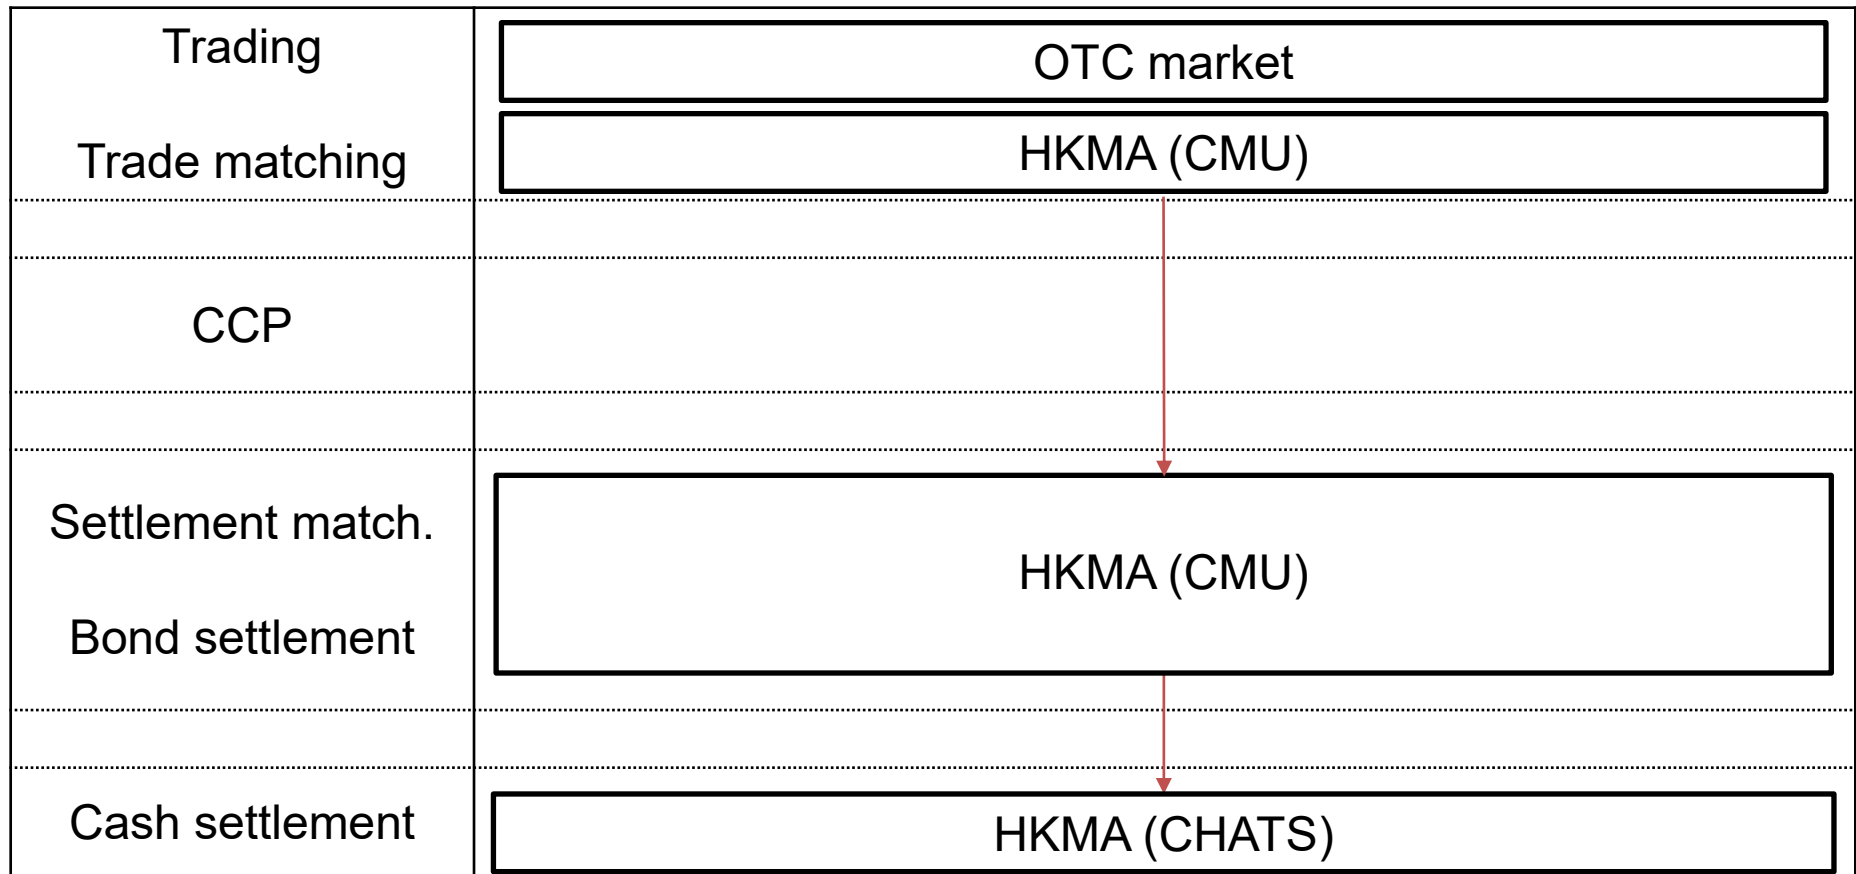 Trading
OTC market
Trade matching
HKMA (CMU)
CCP
Settlement match.
HKMA (CMU)
Bond settlement
Cash settlement
HKMA (CHATS)